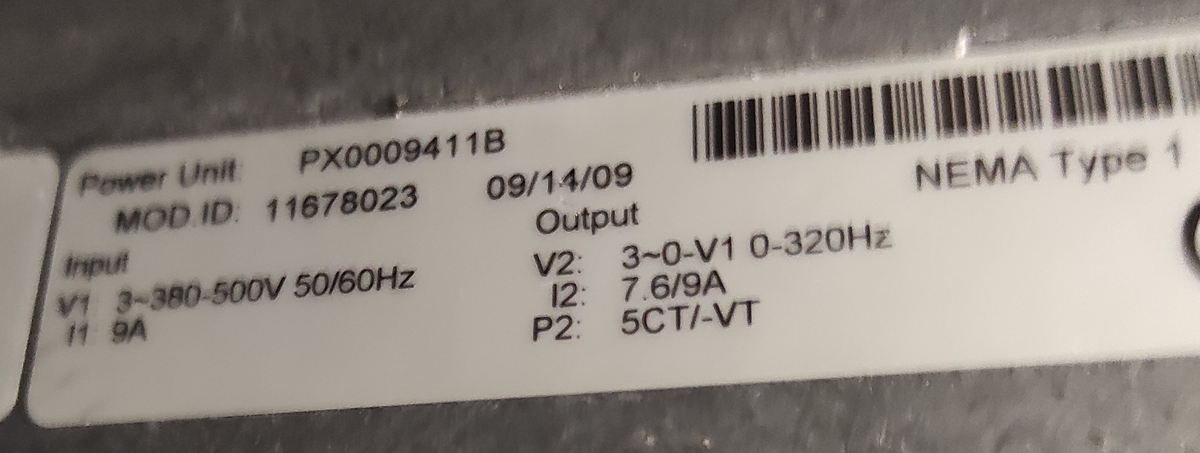 Power Unit: PX0009411B
MOD.ID: 11678023 09/14/09
NEMA Type 1
Input
V1 3~380-500V 50/60Hz
I1 9A
Output
V2: 3~0-V1 0-320Hz
I2: 7.6/9A
P2: 5CT/-VT